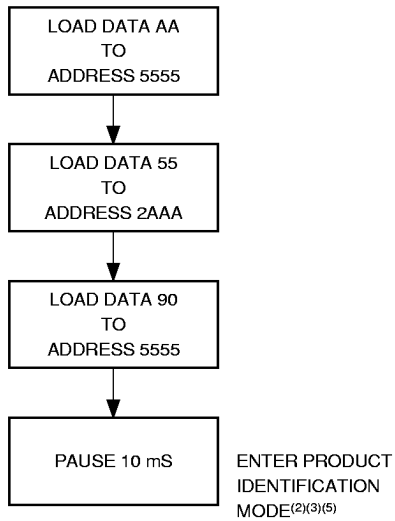 LOAD DATA AA
TO
ADDRESS 5555
LOAD DATA 55
TO
ADDRESS 2AAA
LOAD DATA 90
TO
ADDRESS 5555
PAUSE 10 mS
ENTER PRODUCT
IDENTIFICATION
MODE(2)(3)(5)